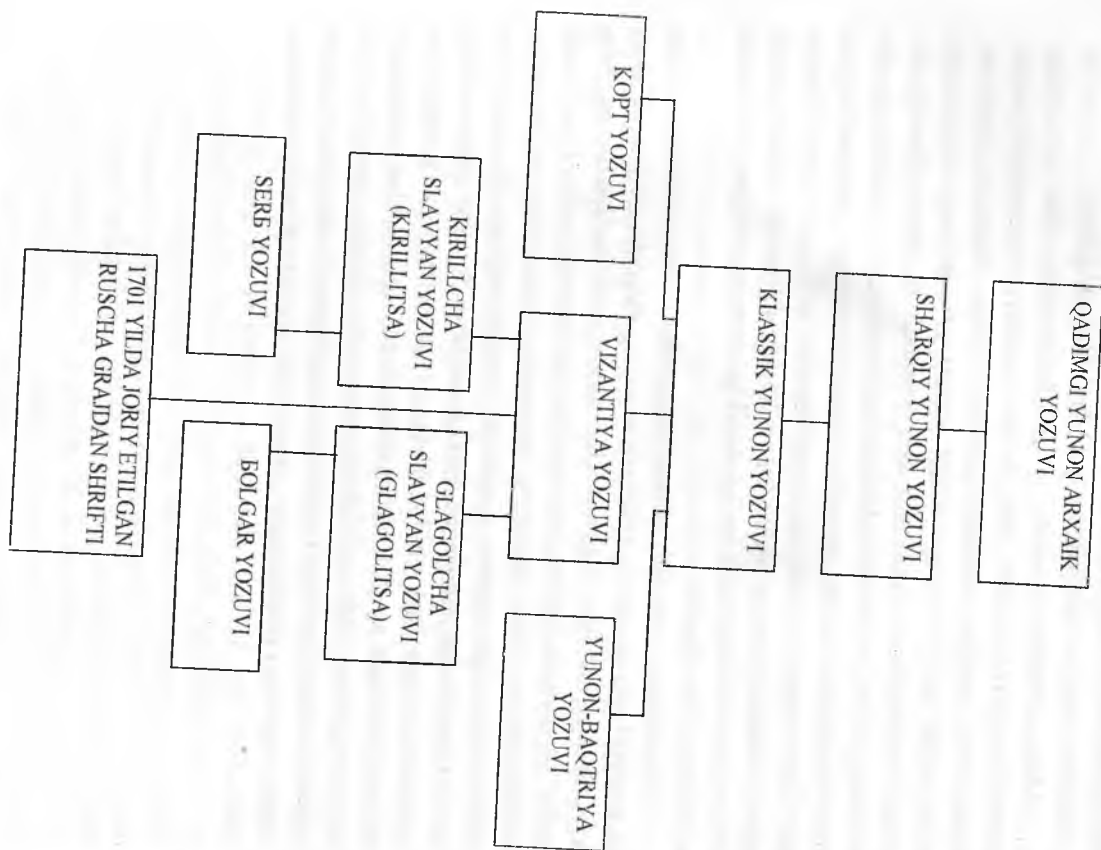 QADIMGI YUNON ARXAIK
YOZUVI
SHARQIY YUNON YOZUVI
KLASSIK YUNON YOZUVI
KOPT YOZUVI
VIZANTIYA YOZUVI
YUNON-BAQTRIYA
YOZUVI
KIRILLCHA
SLAVYAN YOZUVI
(KIRILLITSA)
GLAGOLCHA
SLAVYAN YOZUVI
(GLAGOLITSA)
SERБ YOZUVI
БOLGAR YOZUVI
1701 YILDA JORIY ETILGAN
RUSCHA GRAJDAN SHRIFTI